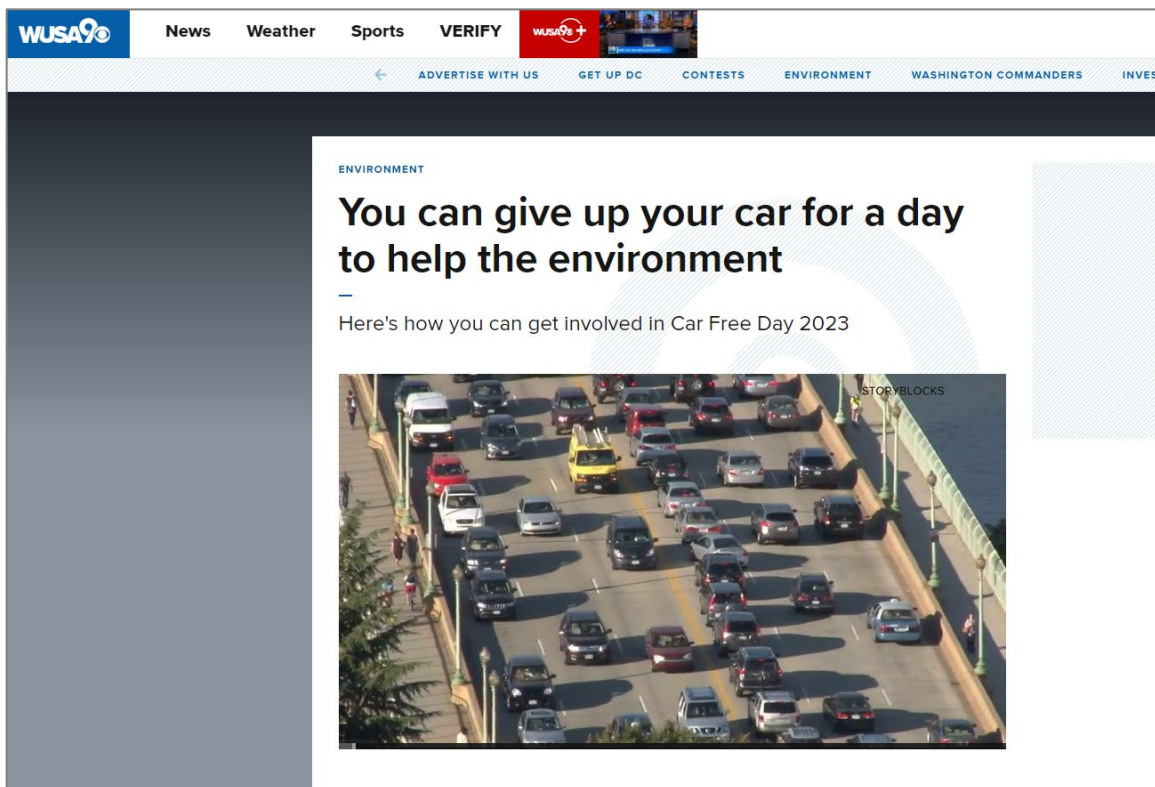 WUSA9
News Weather Sports VERIFY WUSA9+
← ADVERTISE WITH US GET UP DC CONTESTS ENVIRONMENT WASHINGTON COMMANDERS INVES
ENVIRONMENT
You can give up your car for a day
to help the environment
Here's how you can get involved in Car Free Day 2023
STORYBLOCKS